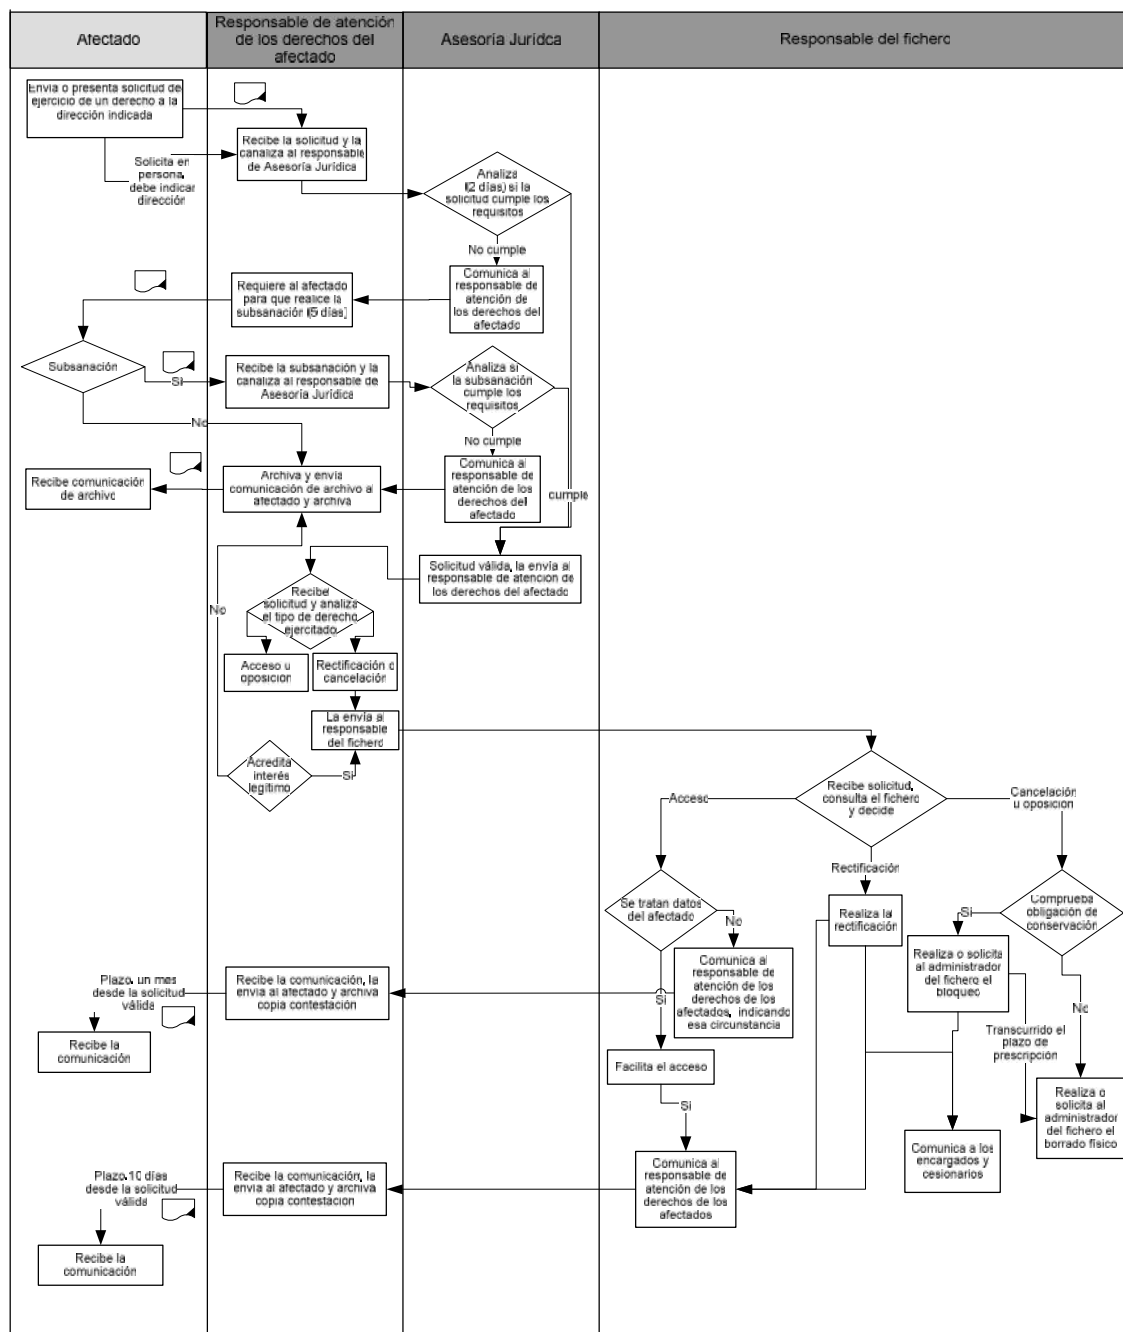 Afectado
Responsable de atención
de los derechos del
afectado
Asesoría Jurídca
Responsable del fichero
Envía o presenta solicitud de
ejercicio de un derecho a la
dirección indicada
Solicita en
persona,
debe indicar
dirección
Recibe la solicitud y la
canaliza al responsable
de Asesoría Jurídica
Analiza
(2 días) si la
solicitud cumple los
requisitos
No cumple
Comunica al
responsable de
atención de
los derechos del
afectado
Requiere al afectado
para que realice la
subsanación (5 días)
Subsanación
Si
Recibe la subsanación y la
canaliza al responsable de
Asesoría Jurídica
Analiza si
la subsanación
cumple los
requisitos
No
No cumple
Comunica al
responsable de
atención de los
derechos del
afectado
cumple
Archiva y envía
comunicación de archivo al
afectado y archiva
Recibe comunicación
de archivo
Solicitud válida, la envía al
responsable de atención de
los derechos del afectado
No
Recibe
solicitud y analiza
el tipo de derecho
ejercitado
Acceso u
oposición
Rectificación o
cancelación
La envía al
responsable
del fichero
Acredita
interés
legítimo
Si
Recibe solicitud,
consulta el fichero
y decide
Acceso
Cancelación
u oposición
Rectificación
Se tratan datos
del afectado
No
Realiza la
rectificación
Comprueba
obligación de
conservación
Si
Realiza o solicita
al administrador
del fichero el
bloqueo
Comunica al
responsable de
atención de los
derechos de los
afectados, indicando
esa circunstancia
Si
No
Transcurrido el
plazo de
prescripción
Plazo, un mes
desde la solicitud
válida
Recibe la comunicación, la
envía al afectado y archiva
copia contestación
Recibe la
comunicación
Facilita el acceso
Si
Realiza o
solicita al
administrador
del fichero el
borrado físico
Comunica a los
encargados y
cesionarios
Comunica al
responsable de
atención de los
derechos de los
afectados
Plazo,10 días
desde la solicitud
válida
Recibe la comunicación, la
envía al afectado y archiva
copia contestación
Recibe la
comunicación